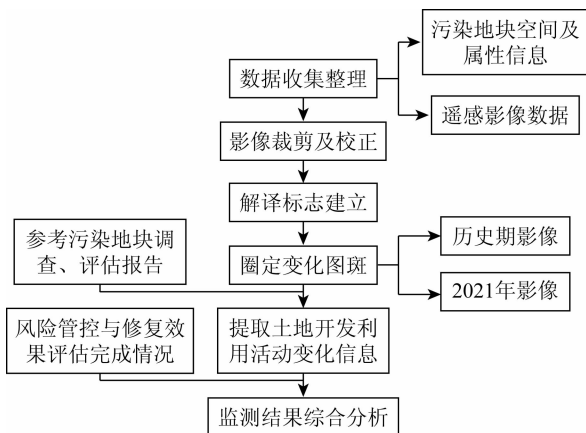 污染地块空间及
属性信息
数据收集整理
遥感影像数据
影像裁剪及校正
解译标志建立
参考污染地块调
查、评估报告
历史期影像
圈定变化图斑
2021年影像
风险管控与修复效
果评估完成情况
提取土地开发利
用活动变化信息
监测结果综合分析